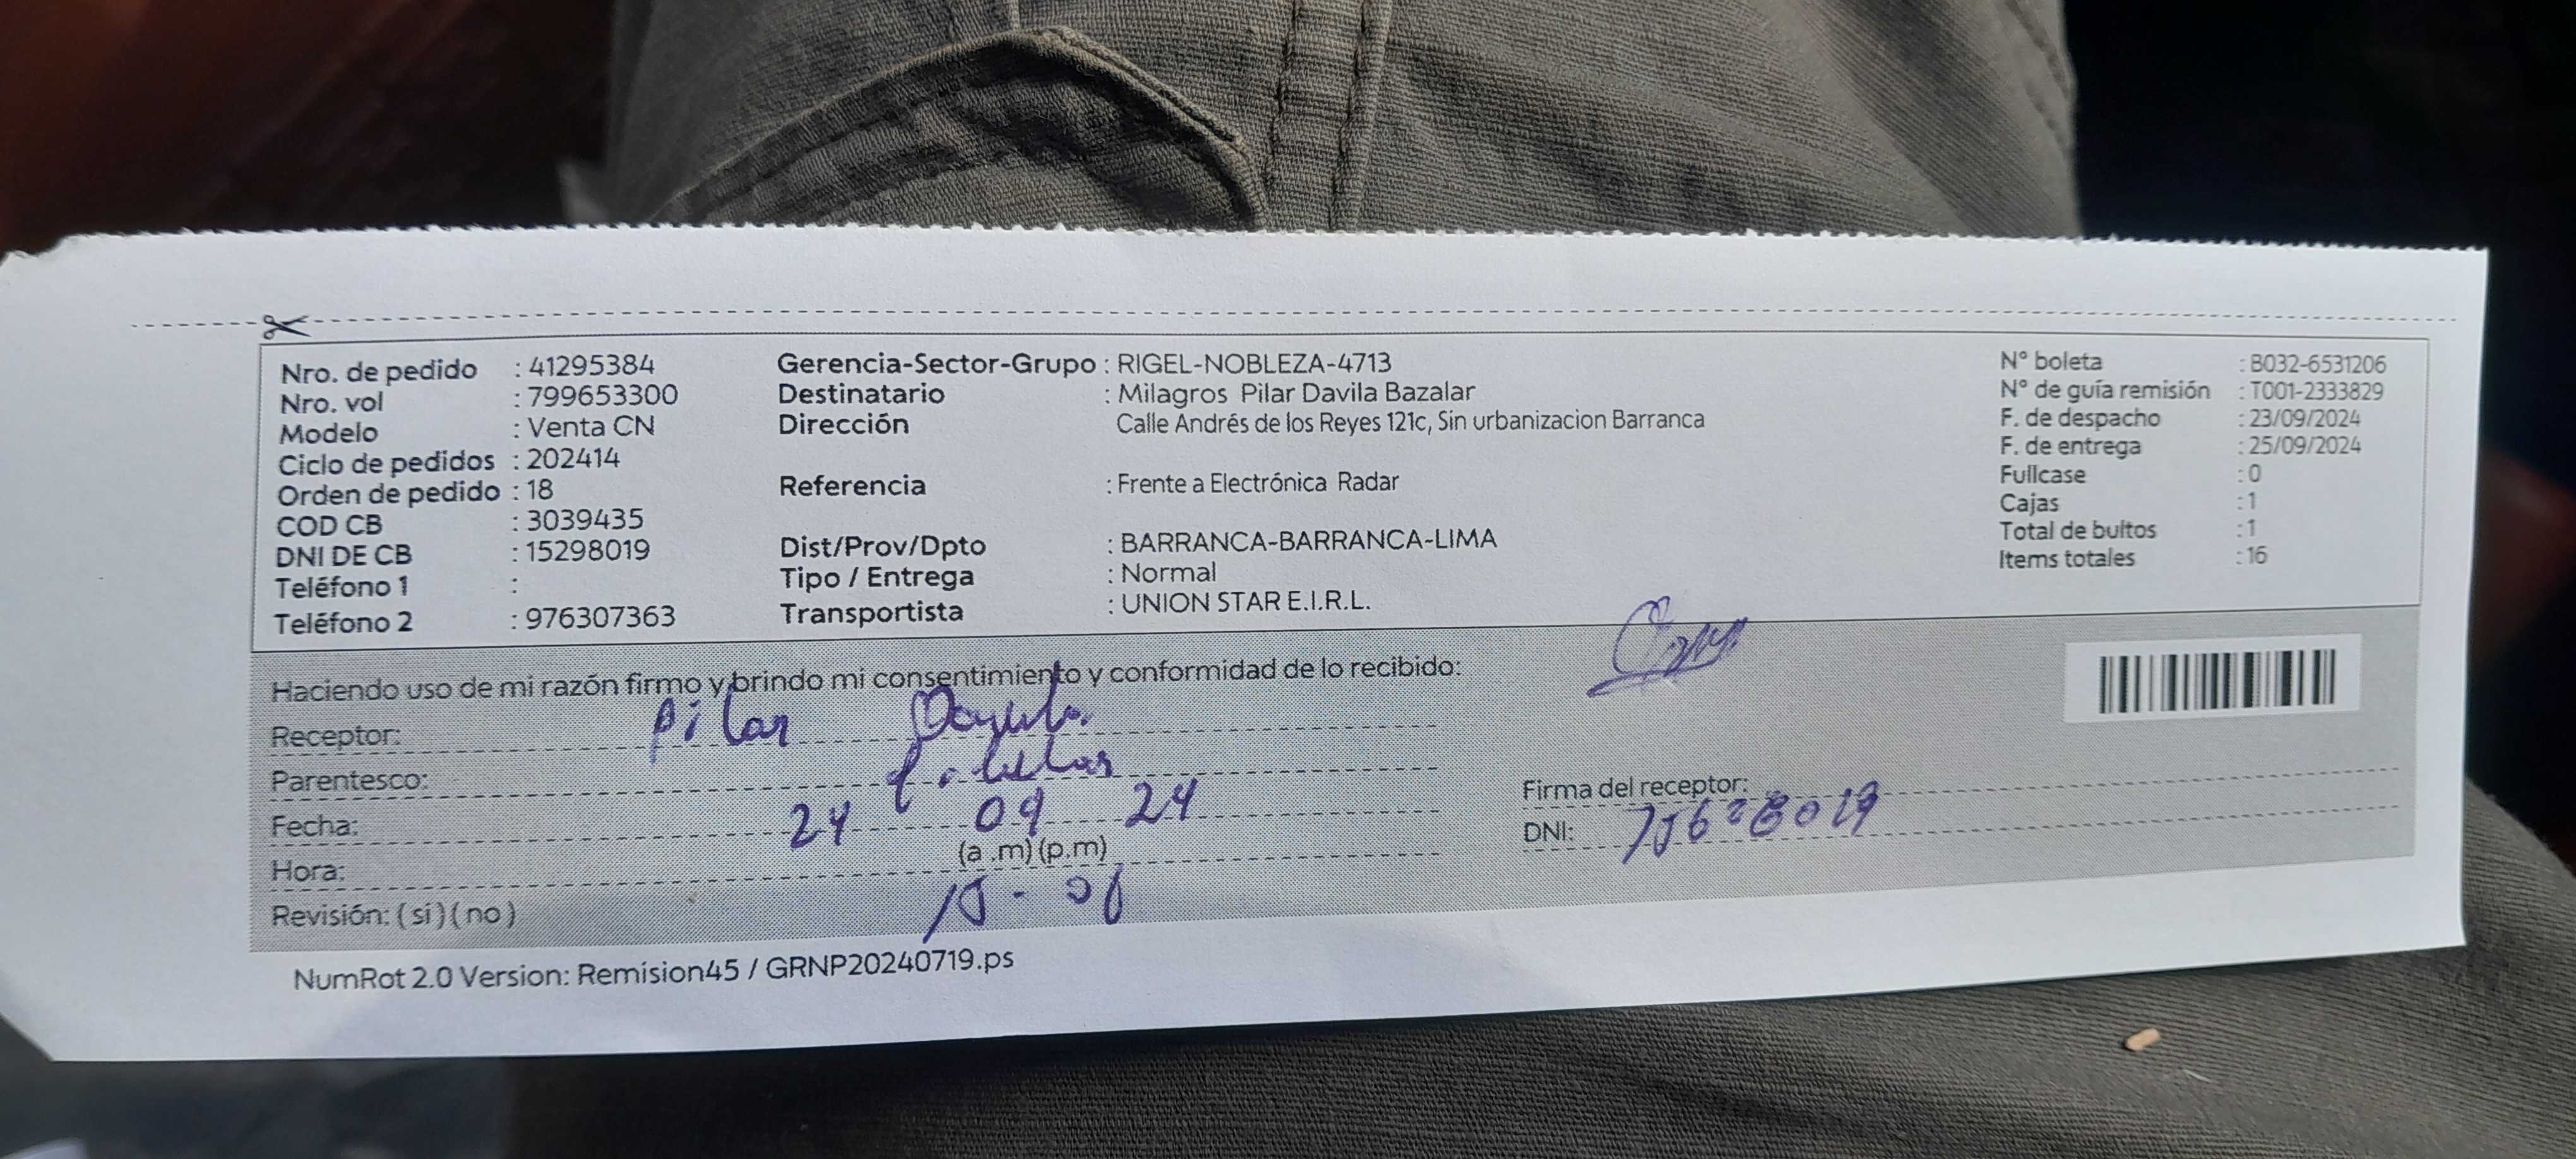 Nro. de pedido : 41295384
Nro. vol : 799653300
Modelo : Venta CN
Ciclo de pedidos : 202414
Orden de pedido : 18
COD CB : 3039435
DNI DE CB : 15298019
Teléfono 1 :
Teléfono 2 : 976307363
Gerencia-Sector-Grupo : RIGEL-NOBLEZA-4713
Destinatario : Milagros Pilar Davila Bazalar
Dirección Calle Andrés de los Reyes 121c, Sin urbanizacion Barranca
Referencia : Frente a Electrónica Radar
Dist/Prov/Dpto : BARRANCA-BARRANCA-LIMA
Tipo / Entrega : Normal
Transportista : UNION STAR E.I.R.L.
N° boleta : B032-6531206
N° de guía remisión : T001-2333829
F. de despacho : 23/09/2024
F. de entrega : 25/09/2024
Fullcase : 0
Cajas : 1
Total de bultos : 1
Items totales : 16
Haciendo uso de mi razón firmo y brindo mi consentimiento y conformidad de lo recibido:
Receptor: Pilar
Parentesco:
Fecha: 24 09 24
Hora: (a .m) (p.m)
Revisión: ( si ) ( no )
Firma del receptor:
DNI:
NumRot 2.0 Version: Remision45 / GRNP20240719.ps